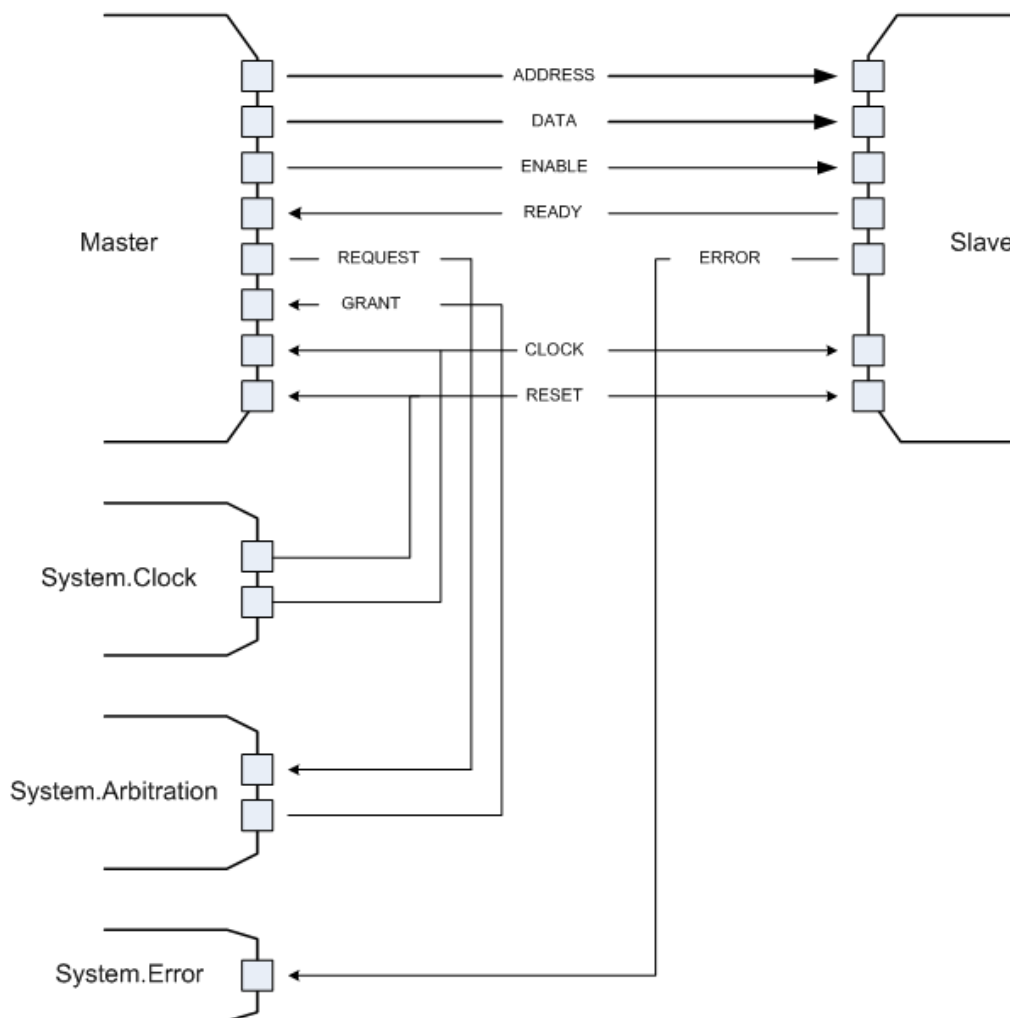 ADDRESS
DATA
ENABLE
READY
Master
Slave
REQUEST
ERROR
GRANT
CLOCK
RESET
System.Clock
System.Arbitration
System.Error